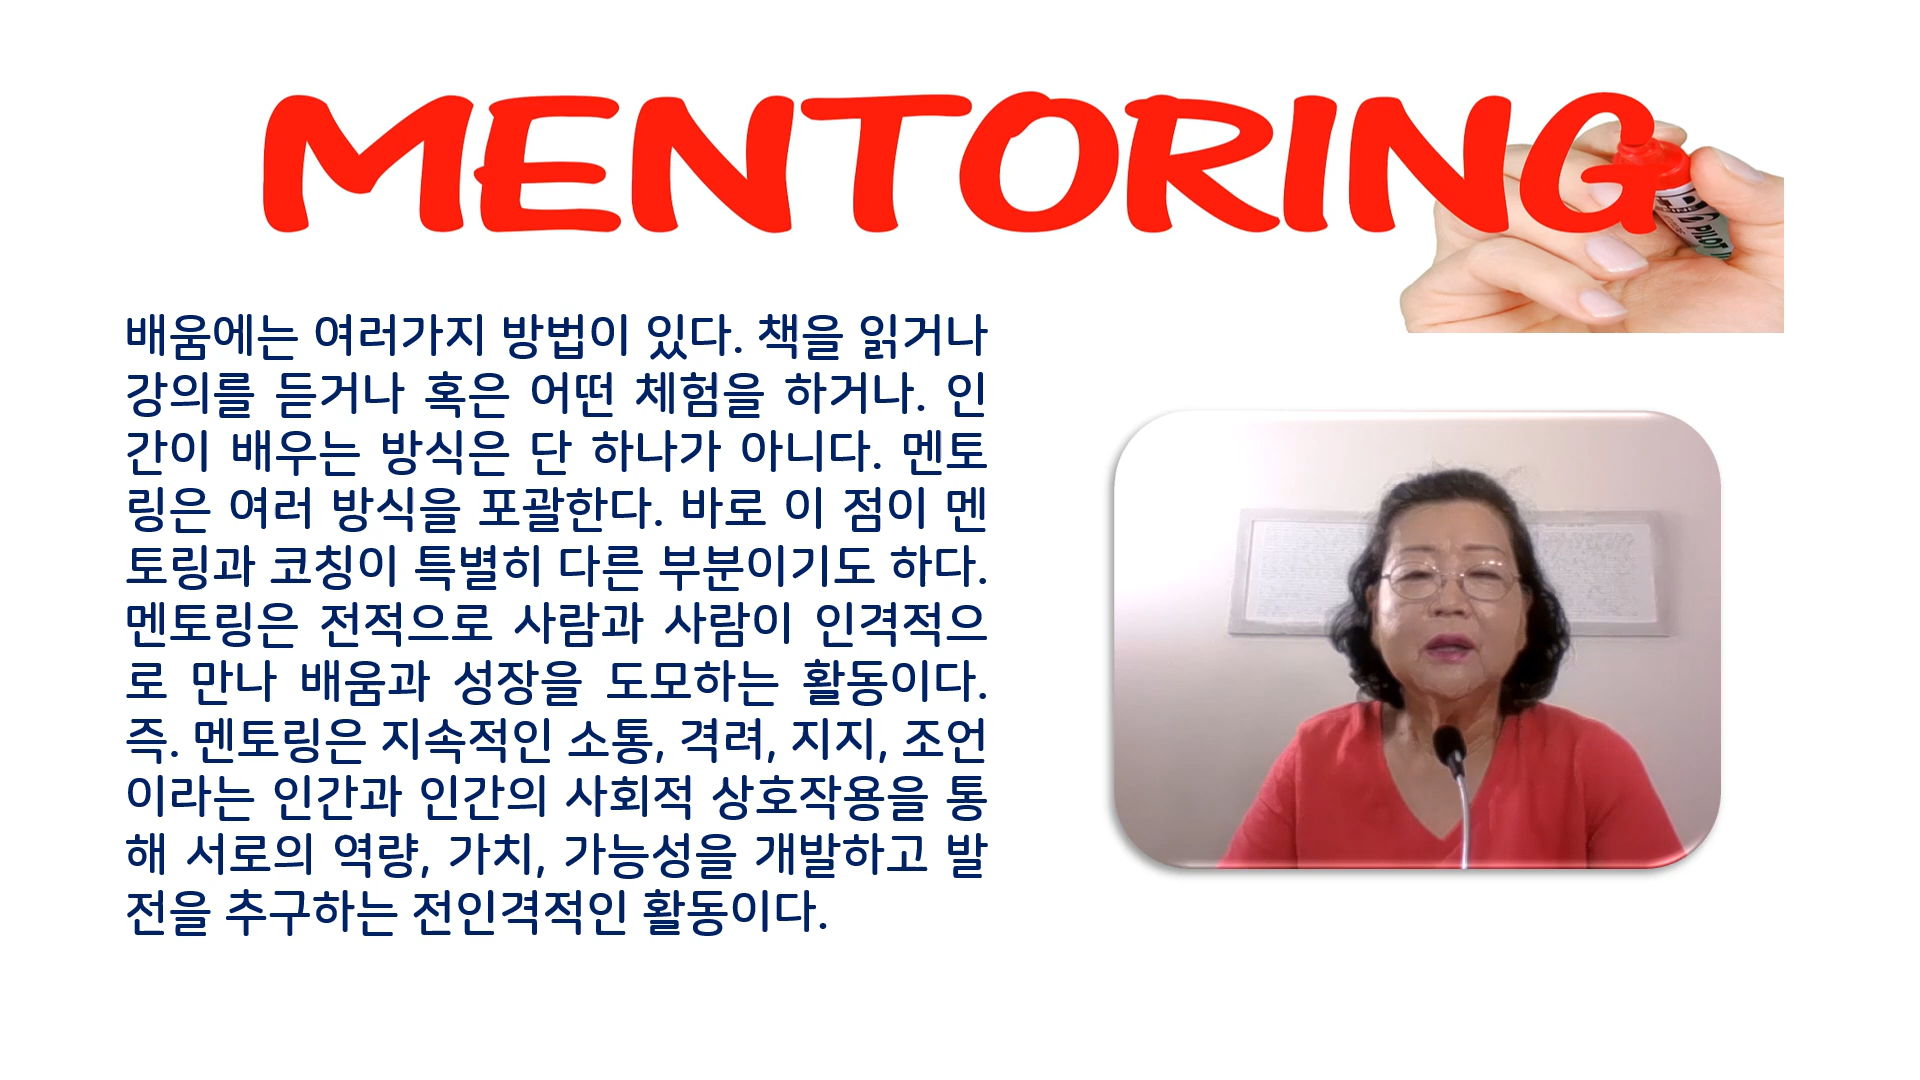 MENTORING
배움에는 여러가지 방법이 있다. 책을 읽거나
강의를 듣거나 혹은 어떤 체험을 하거나. 인
간이 배우는 방식은 단 하나가 아니다. 멘토
링은 여러 방식을 포괄한다. 바로 이 점이 멘
토링과 코칭이 특별히 다른 부분이기도 하다.
멘토링은 전적으로 사람과 사람이 인격적으
로 만나 배움과 성장을 도모하는 활동이다.
즉. 멘토링은 지속적인 소통, 격려, 지지, 조언
이라는 인간과 인간의 사회적 상호작용을 통
해 서로의 역량, 가치, 가능성을 개발하고 발
전을 추구하는 전인격적인 활동이다.
PILOT